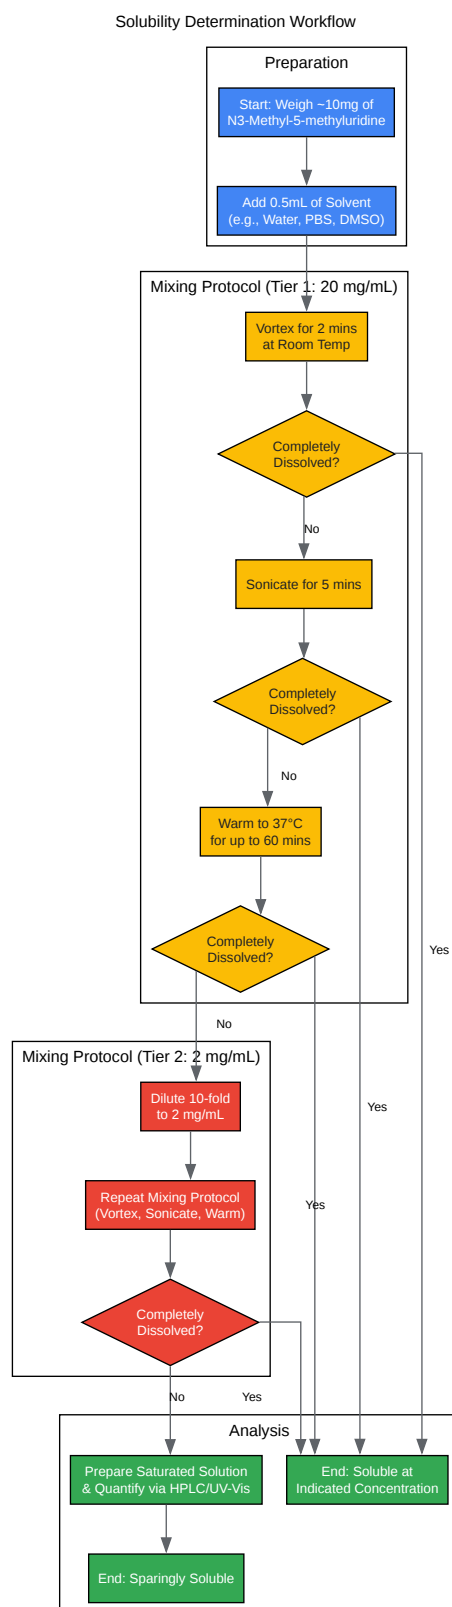 Solubility Determination Workflow
Preparation
Start: Weigh ~10mg of
N3-Methyl-5-methyluridine
Add 0.5mL of Solvent
(e.g., Water, PBS, DMSO)
Mixing Protocol (Tier 1: 20 mg/mL)
Vortex for 2 mins
at Room Temp
Completely
Dissolved?
No
Sonicate for 5 mins
Completely
Dissolved?
No
Warm to 37°C
for up to 60 mins
Completely
Dissolved?
Yes
No
Mixing Protocol (Tier 2: 2 mg/mL)
Dilute 10-fold
to 2 mg/mL
Yes
Repeat Mixing Protocol
(Vortex, Sonicate, Warm)
Yes
Completely
Dissolved?
No
Yes
Analysis
Prepare Saturated Solution
& Quantify via HPLC/UV-Vis
End: Soluble at
Indicated Concentration
End: Sparingly Soluble